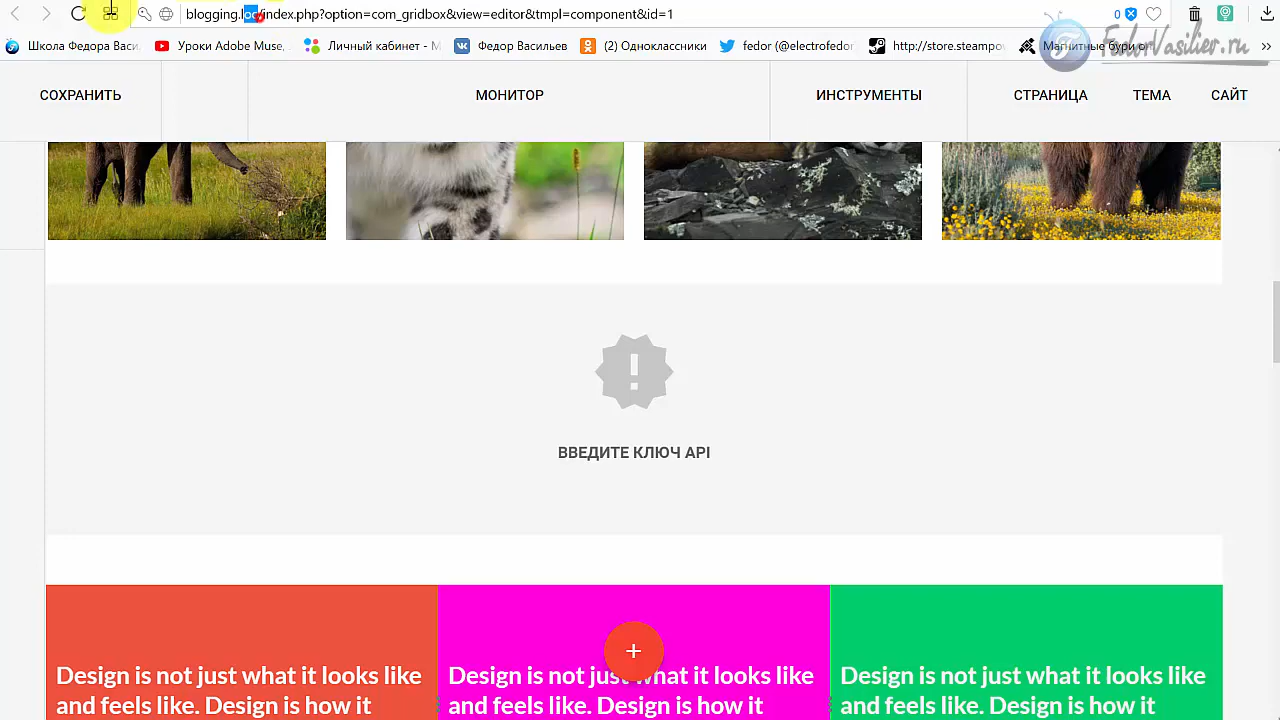 blogging.loc/index.php?option=com_gridbox&view=editor&tmpl=component&id=1
0
Школа Федора Васи
Уроки Adobe Muse,
Личный кабинет - М
Федор Васильев
(2) Одноклассники
fedor (@electrofedor
http://store.steampow
Магнитные бури о
»
FedorVasiliev.ru
СОХРАНИТЬ
МОНИТОР
ИНСТРУМЕНТЫ
СТРАНИЦА
ТЕМА
САЙТ
ВВЕДИТЕ КЛЮЧ API
Design is not just what it looks like
and feels like. Design is how it
Design is not just what it looks like
and feels like. Design is how it
Design is not just what it looks like
and feels like. Design is how it